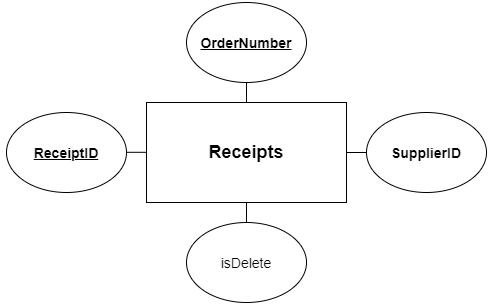 OrderNumber
ReceiptID
Receipts
SupplierID
isDelete